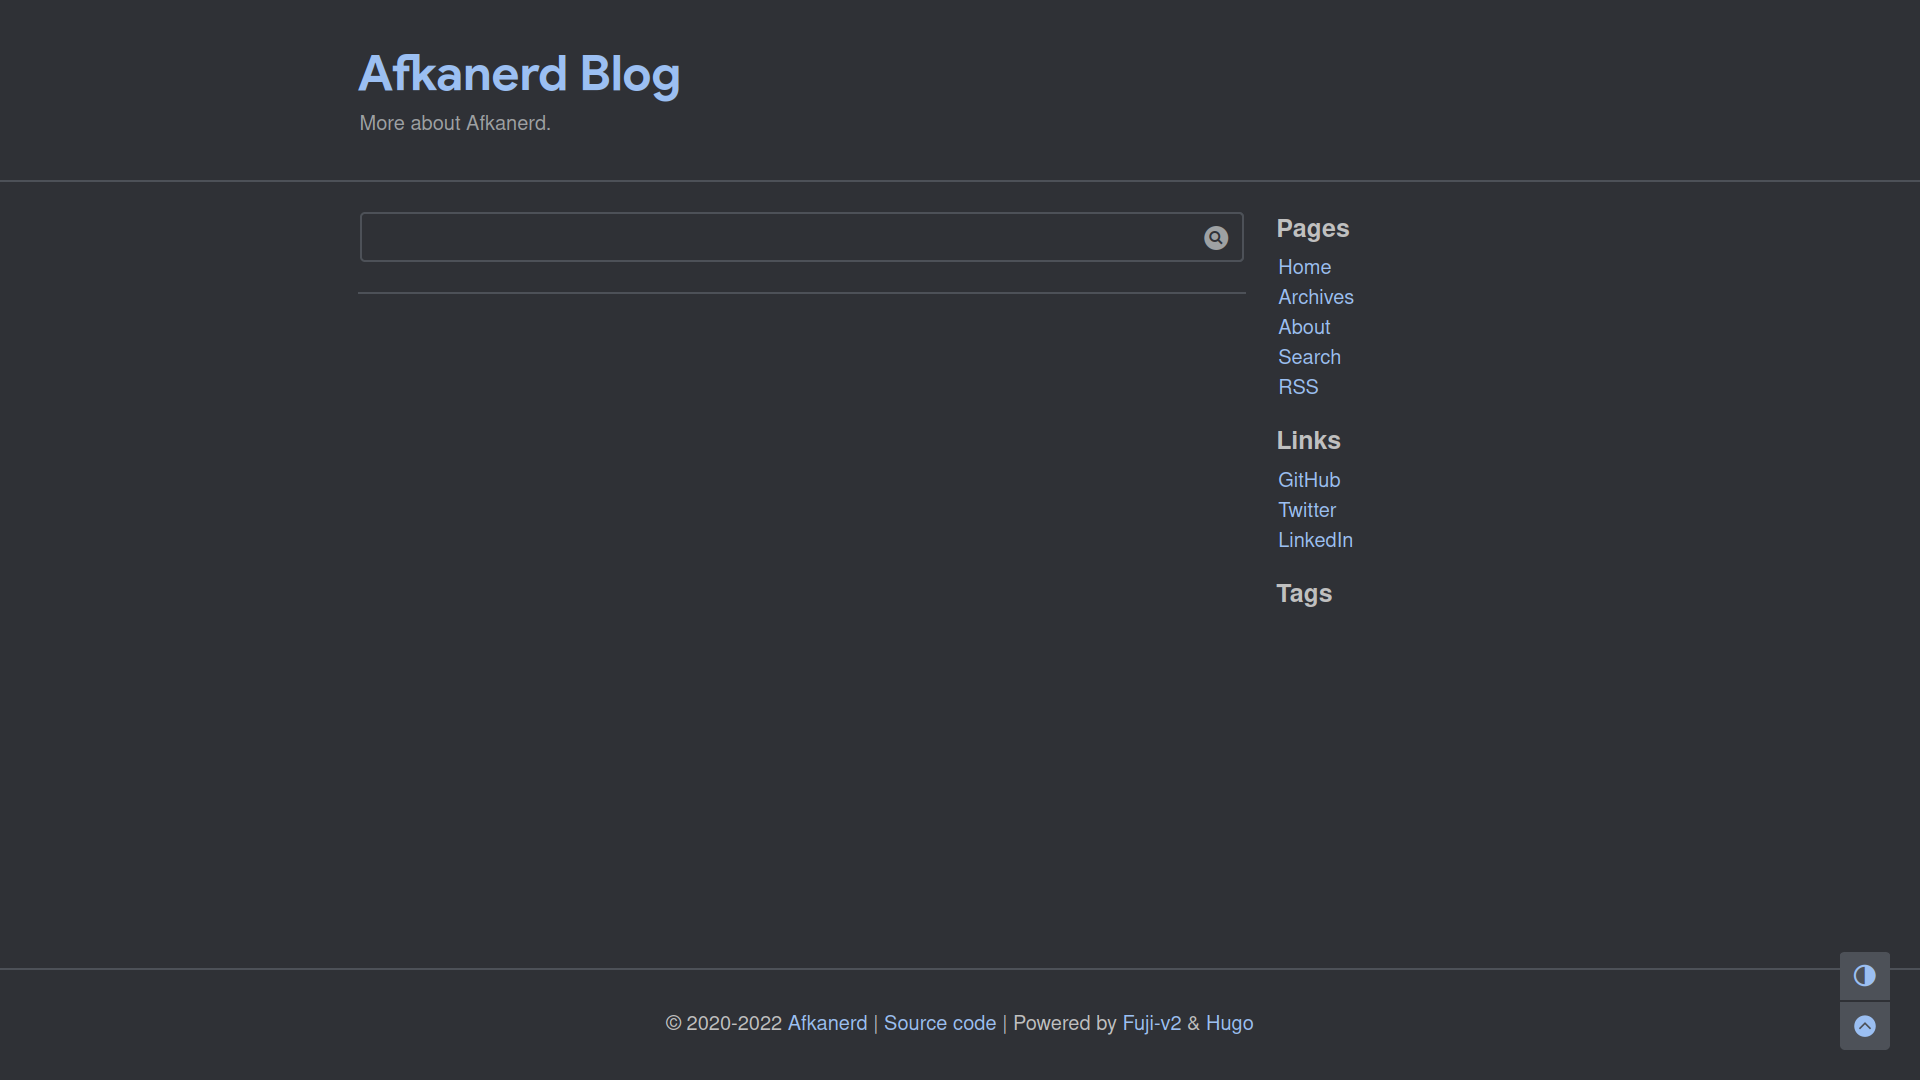 Afkanerd Blog
More about Afkanerd.
Pages
Home
Archives
About
Search
RSS
Links
GitHub
Twitter
LinkedIn
Tags
© 2020-2022 Afkanerd | Source code | Powered by Fuji-v2 & Hugo